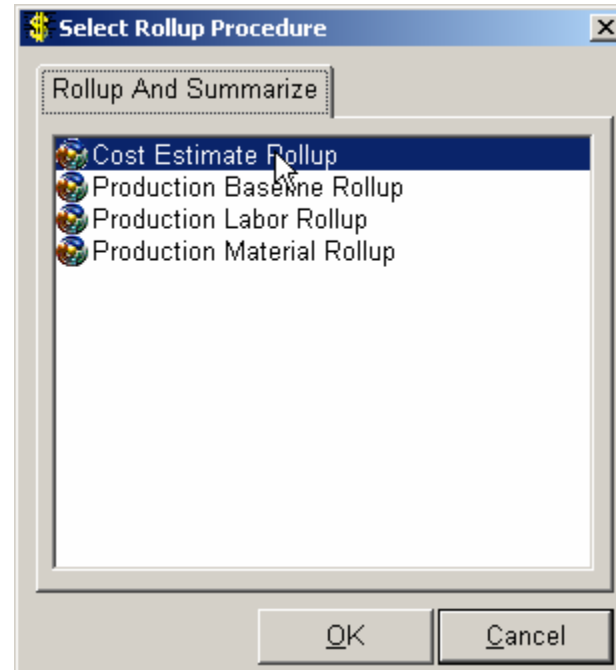 Select Rollup Procedure
Rollup And Summarize
Cost Estimate Rollup
Production Baseline Rollup
Production Labor Rollup
Production Material Rollup
OK
Cancel